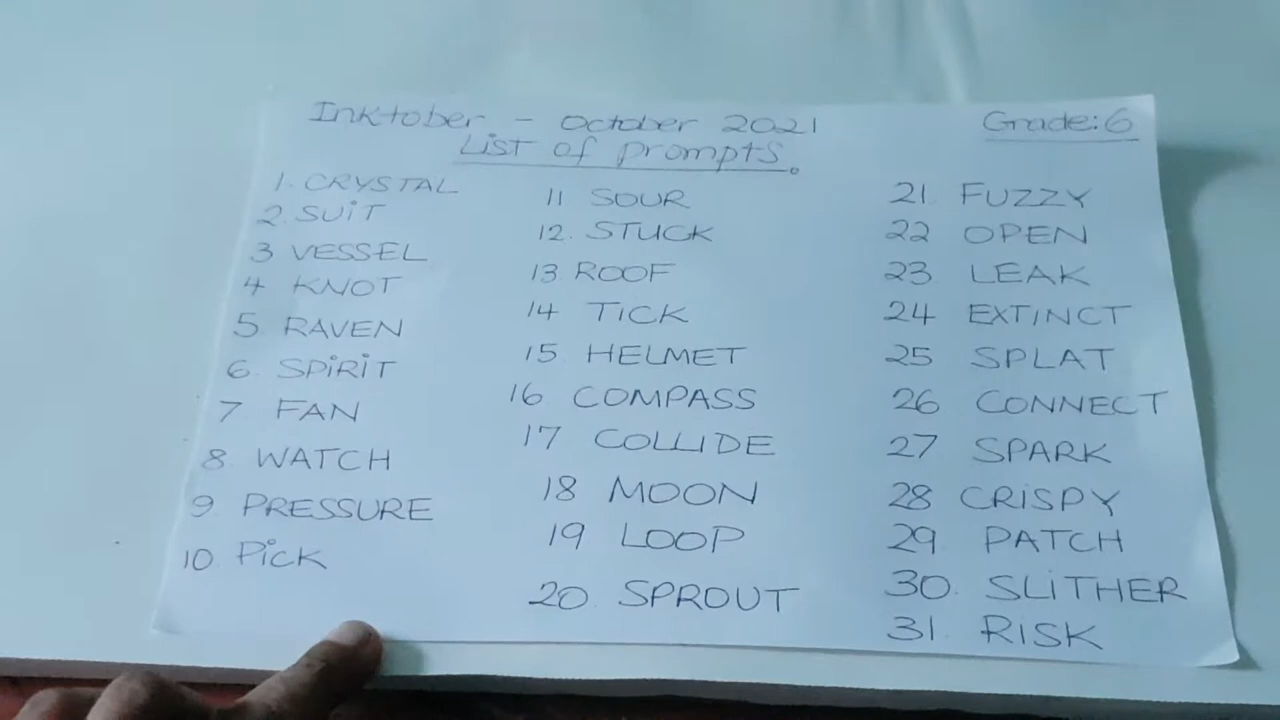 Inktober - October 2021
Grade: 6
List of prompts.
1. CRYSTAL
2. SUiT
3 VESSEL
4 KNOT
5 RAVEN
6. SPiRiT
7 FAN
8. WATCH
9. PRESSURE
10. PiCK
11 SOUR
12. STUCK
13 ROOF
14 TiCK
15 HELMET
16 COMPASS
17 COLLIDE
18 MOON
19 LOOP
20. SPROUT
21. FUZZY
22 OPEN
23 LEAK
24 EXTINCT
25 SPLAT
26 CONNECT
27 SPARK
28 CRiSPY
29 PATCH
30. SLiTHER
31. RISK